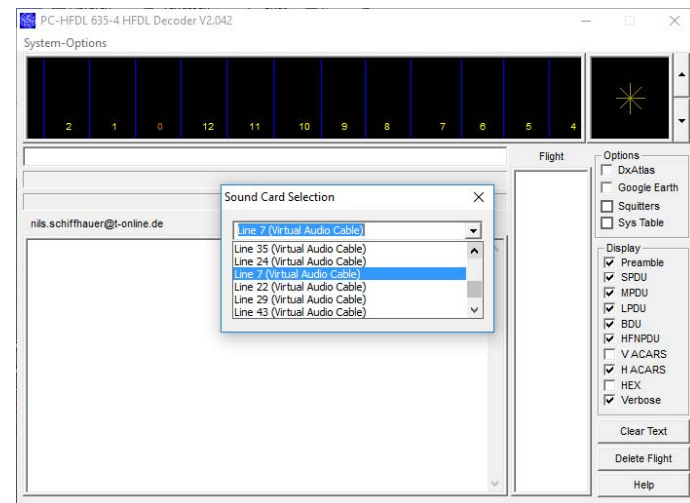 PC-HFDL 635-4 HFDL Decoder V2.042
System-Options
2 1 0 12 11 10 9 8 7 6 5 4
Flight
nils.schiffhauer@t-online.de
Sound Card Selection
Line 7 (Virtual Audio Cable)
Line 35 (Virtual Audio Cable)
Line 24 (Virtual Audio Cable)
Line 7 (Virtual Audio Cable)
Line 22 (Virtual Audio Cable)
Line 29 (Virtual Audio Cable)
Line 43 (Virtual Audio Cable)
Options
DxAtlas
Google Earth
Squitters
Sys Table
Display
Preamble
SPDU
MPDU
LPDU
BDU
HFNPDU
V ACARS
H ACARS
HEX
Verbose
Clear Text
Delete Flight
Help